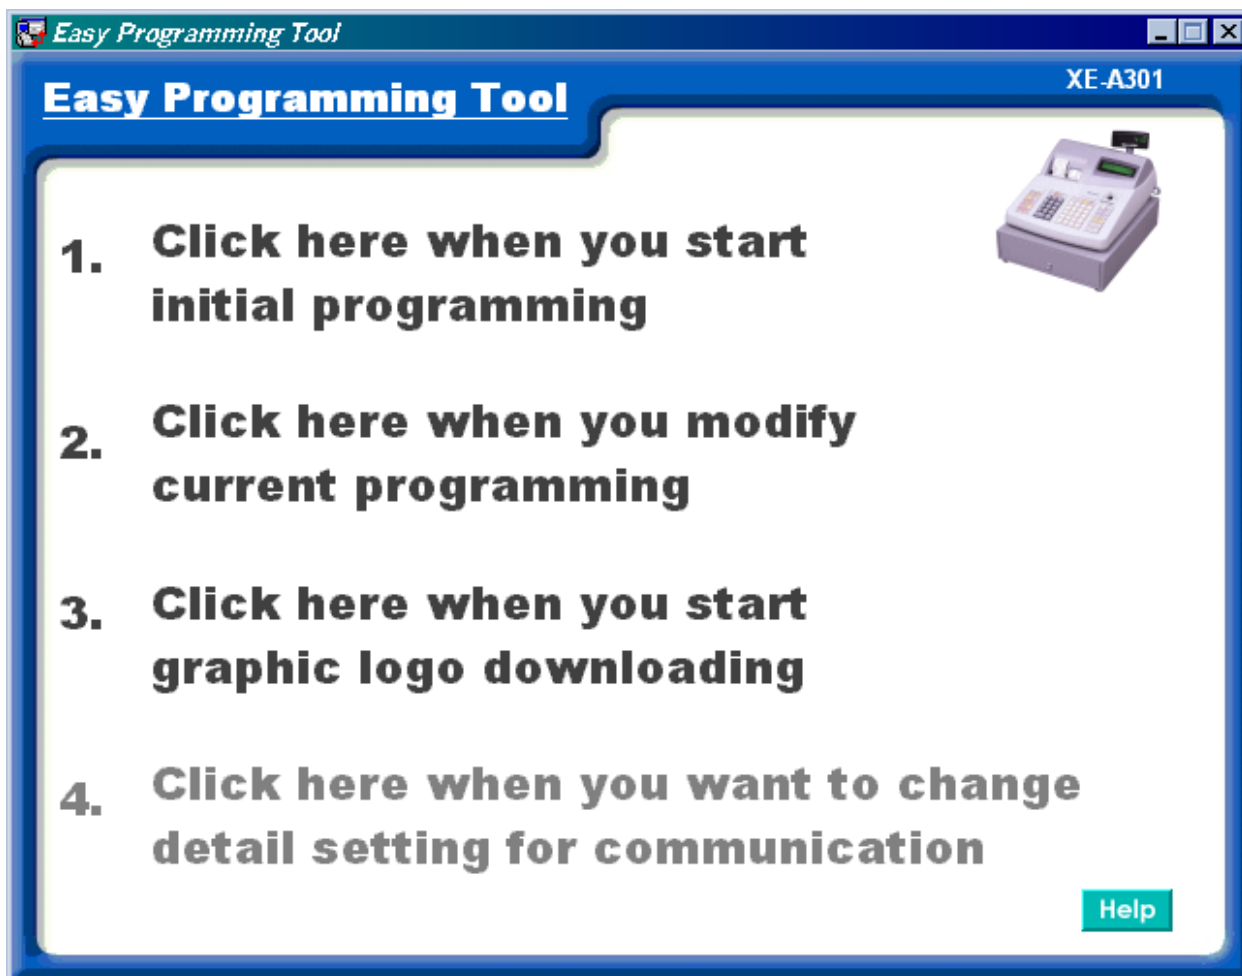 Easy Programming Tool
Easy Programming Tool
XE-A301
1.
Click here when you start
initial programming
2.
Click here when you modify
current programming
3.
Click here when you start
graphic logo downloading
4.
Click here when you want to change
detail setting for communication
Help